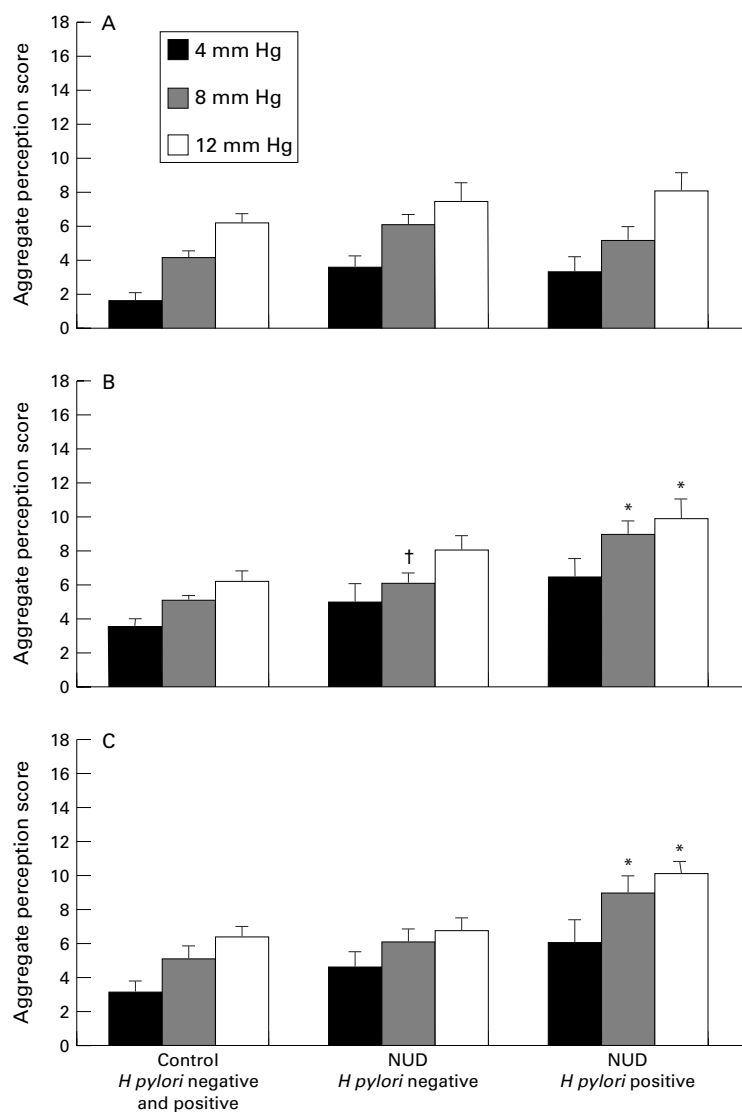 A
4 mm Hg
8 mm Hg
12 mm Hg
Aggregate perception score
18
16
14
12
10
8
6
4
2
0
B
Aggregate perception score
18
16
14
12
10
8
6
4
2
0
†
*
*
C
Aggregate perception score
18
16
14
12
10
8
6
4
2
0
*
*
Control
H pylori negative
and positive
NUD
H pylori negative
NUD
H pylori positive